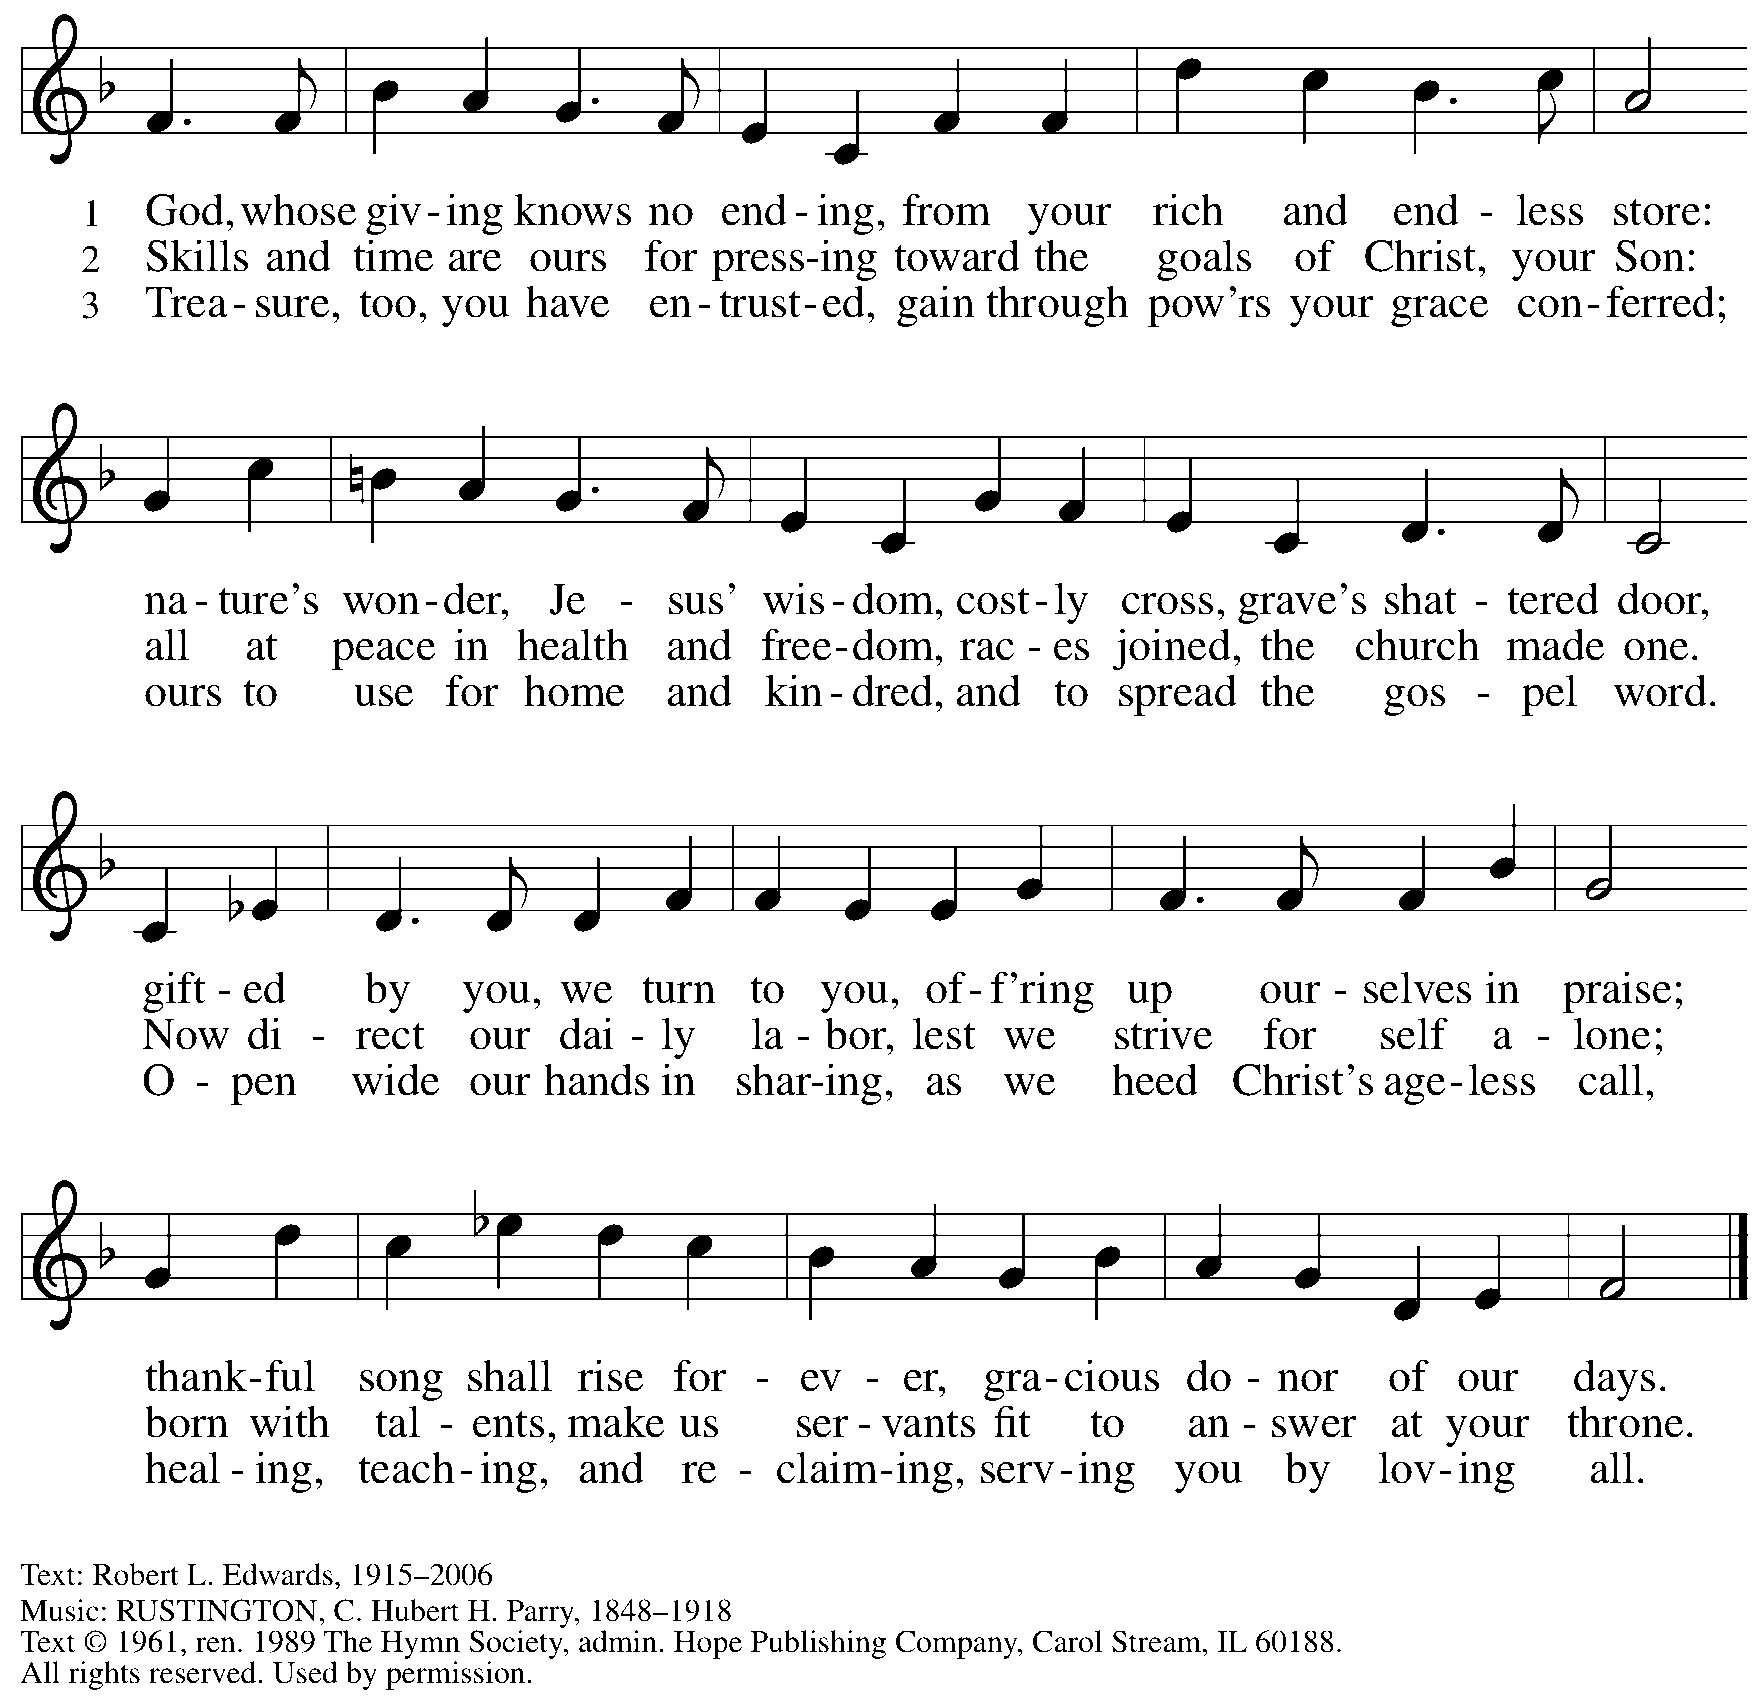 1 God, whose giv - ing knows no end - ing, from your rich and end - less store:
2 Skills and time are ours for press-ing toward the goals of Christ, your Son:
3 Trea - sure, too, you have en - trust - ed, gain through pow'rs your grace con - ferred;
na - ture's won - der, Je - sus' wis - dom, cost - ly cross, grave's shat - tered door,
all at peace in health and free - dom, rac - es joined, the church made one.
ours to use for home and kin - dred, and to spread the gos - pel word.
gift - ed by you, we turn to you, of - f'ring up our - selves in praise;
Now di - rect our dai - ly la - bor, lest we strive for self a - lone;
O - pen wide our hands in shar-ing, as we heed Christ's age - less call,
thank-ful song shall rise for - ev - er, gra - cious do - nor of our days.
born with tal - ents, make us ser - vants fit to an - swer at your throne.
heal - ing, teach - ing, and re - claim-ing, serv - ing you by lov - ing all.
Text: Robert L. Edwards, 1915–2006
Music: RUSTINGTON, C. Hubert H. Parry, 1848–1918
Text © 1961, ren. 1989 The Hymn Society, admin. Hope Publishing Company, Carol Stream, IL 60188.
All rights reserved. Used by permission.